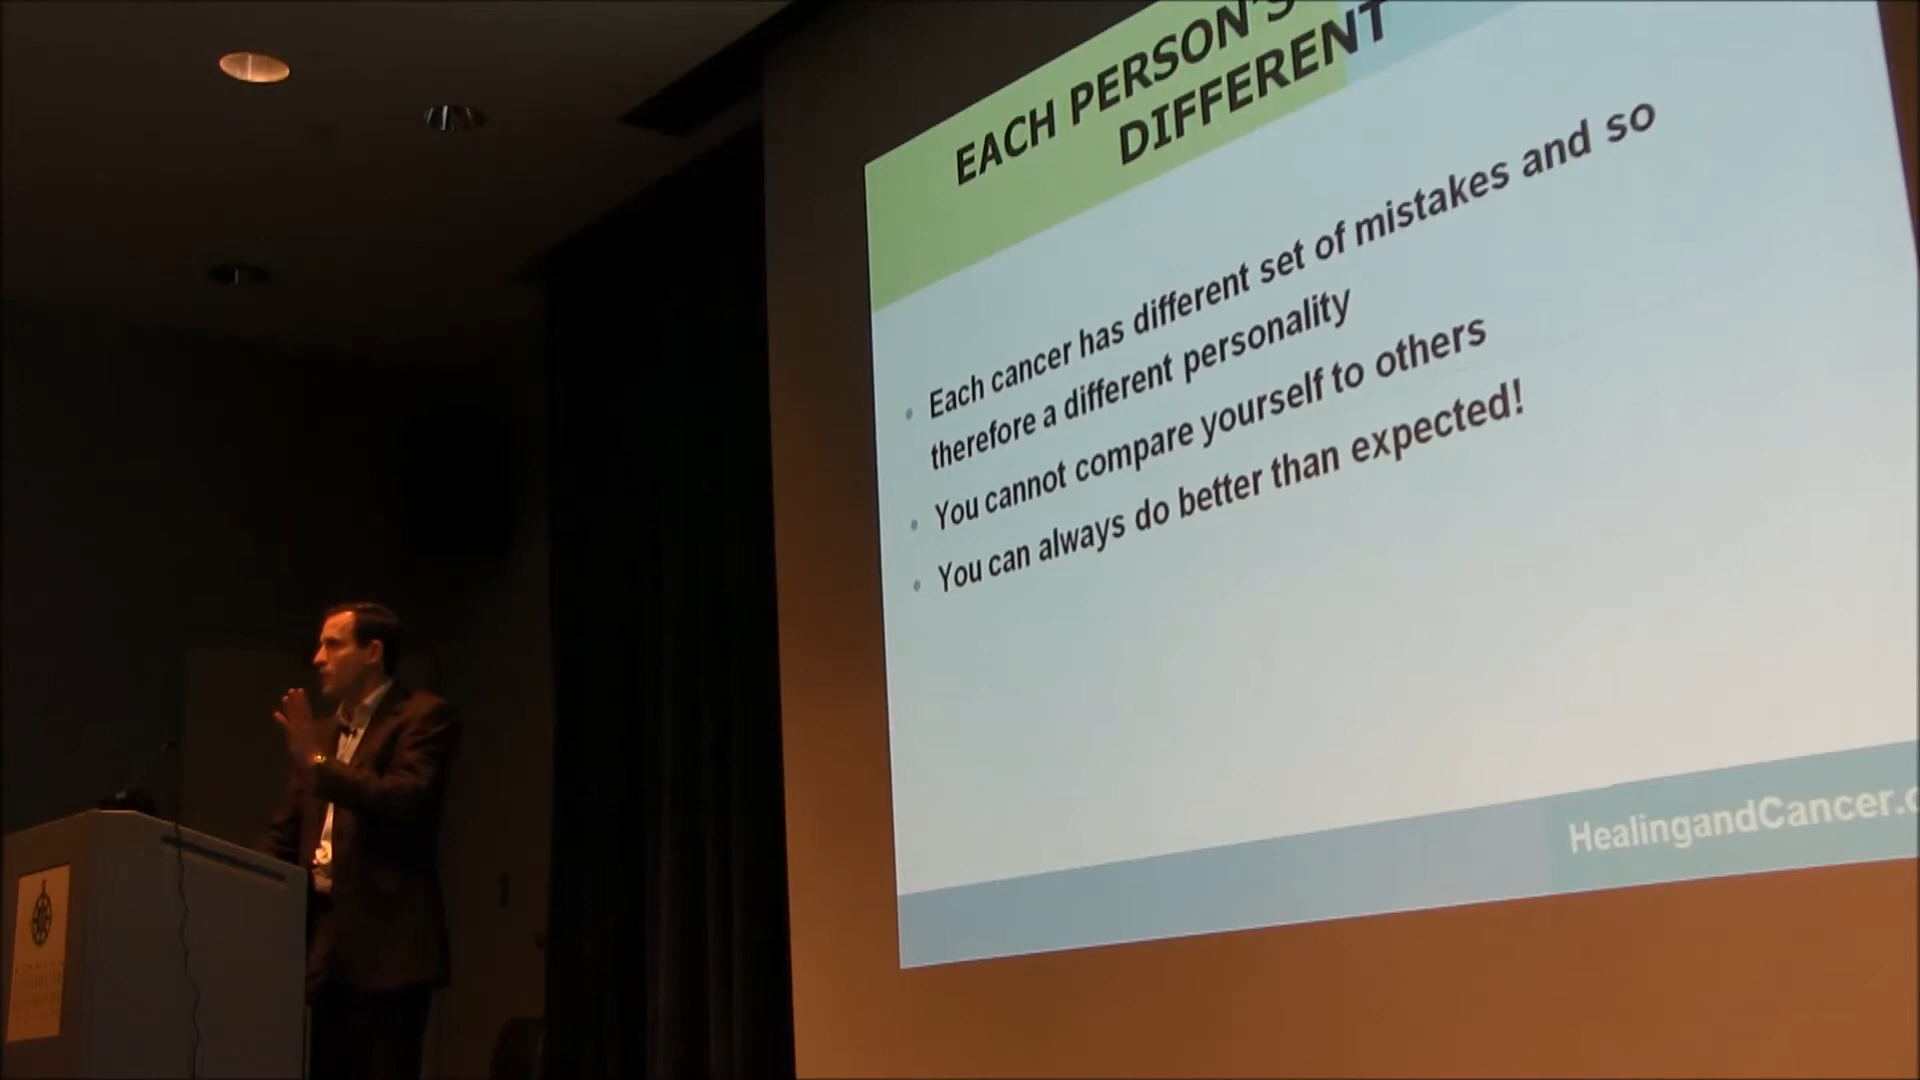 EACH PERSON'S
DIFFERENT
Each cancer has different set of mistakes and so
therefore a different personality
You cannot compare yourself to others
You can always do better than expected!
HealingandCancer.